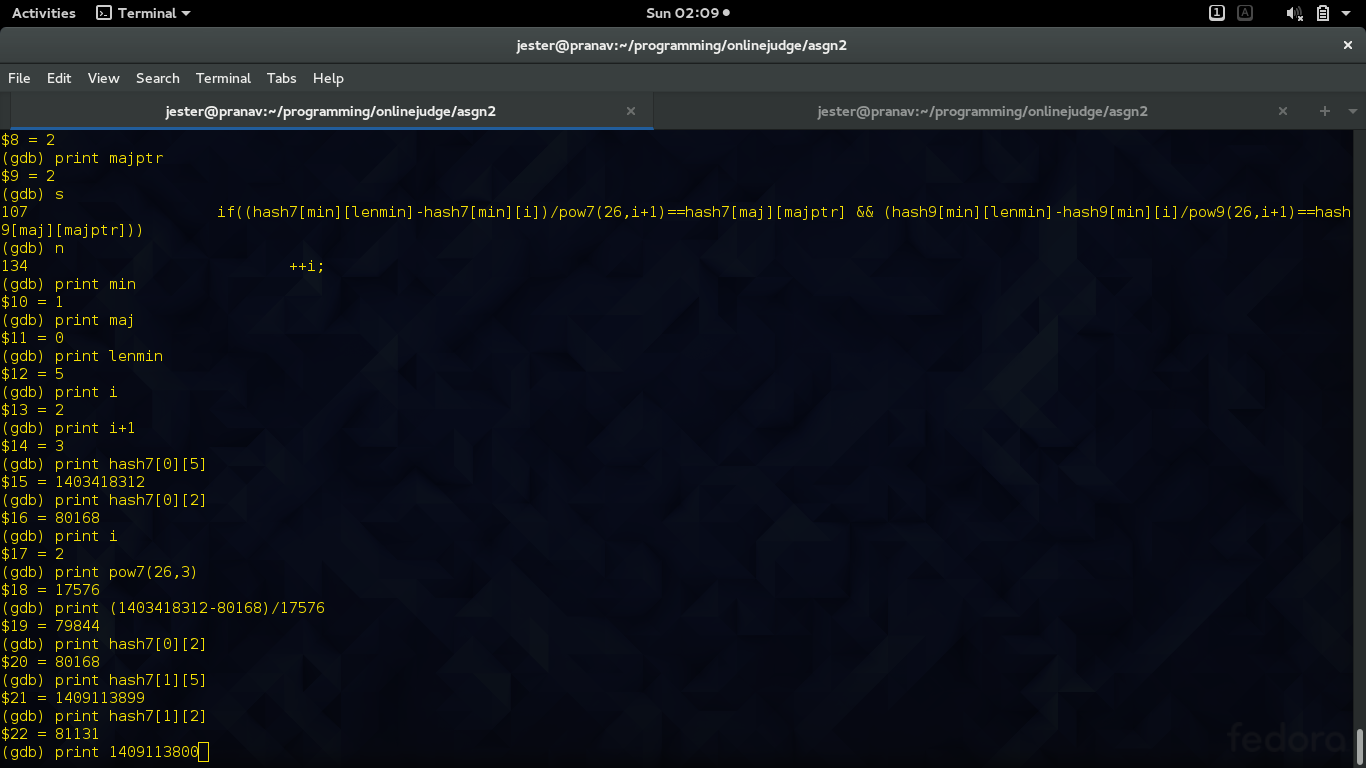 Activities Terminal Sun 02:09 1 A
jester@pranav:~/programming/onlinejudge/asgn2
File Edit View Search Terminal Tabs Help
jester@pranav:~/programming/onlinejudge/asgn2 jester@pranav:~/programming/onlinejudge/asgn2
$8 = 2
(gdb) print majptr
$9 = 2
(gdb) s
107 if((hash7[min][lenmin]-hash7[min][i])/pow7(26,i+1)==hash7[maj][majptr] && (hash9[min][lenmin]-hash9[min][i]/pow9(26,i+1)==hash
9[maj][majptr]))
(gdb) n
134 ++i;
(gdb) print min
$10 = 1
(gdb) print maj
$11 = 0
(gdb) print lenmin
$12 = 5
(gdb) print i
$13 = 2
(gdb) print i+1
$14 = 3
(gdb) print hash7[0][5]
$15 = 1403418312
(gdb) print hash7[0][2]
$16 = 80168
(gdb) print i
$17 = 2
(gdb) print pow7(26,3)
$18 = 17576
(gdb) print (1403418312-80168)/17576
$19 = 79844
(gdb) print hash7[0][2]
$20 = 80168
(gdb) print hash7[1][5]
$21 = 1409113899
(gdb) print hash7[1][2]
$22 = 81131
(gdb) print 1409113800
fedora